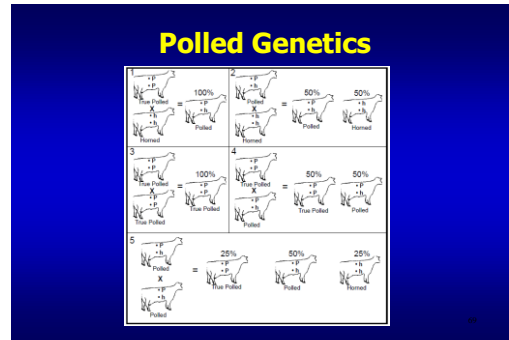 Polled Genetics
1
P
P
True Polled
X
h
h
Horned
=
100%
P
h
Polled
2
P
h
Polled
X
h
h
Horned
=
50%
P
h
Polled
50%
h
h
Horned
3
P
P
True Polled
X
P
P
True Polled
=
100%
P
P
True Polled
4
P
P
True Polled
X
P
h
Polled
=
50%
P
P
True Polled
50%
P
h
Polled
5
P
h
Polled
X
P
h
Polled
=
25%
P
P
True Polled
50%
P
h
Polled
25%
h
h
Horned